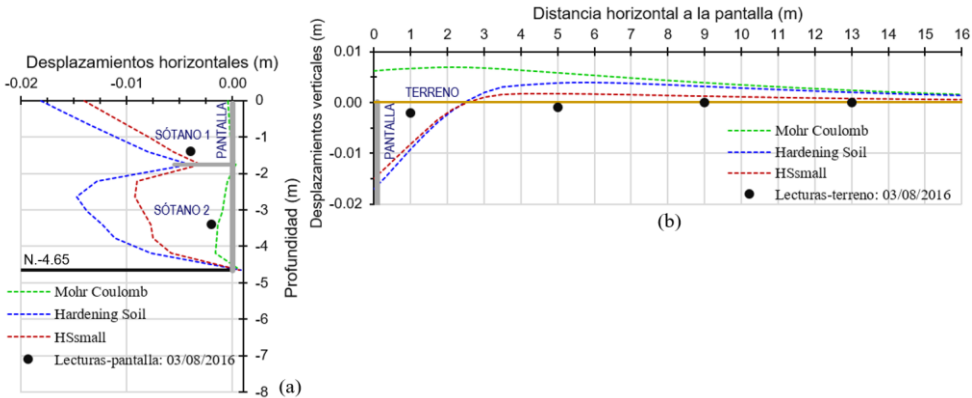 Desplazamientos horizontales (m)
-0.02 -0.01 0.00
0
-1
-2
-3
-4
-5
-6
-7
-8
Profundidad (m)
PANTALLA
SÓTANO 1
SÓTANO 2
N.-4.65
Mohr Coulomb
Hardening Soil
HSsmall
Lecturas-pantalla: 03/08/2016
(a)
Distancia horizontal a la pantalla (m)
0 1 2 3 4 5 6 7 8 9 10 11 12 13 14 15 16
Desplazamientos verticales (m)
0.01
0.00
-0.01
-0.02
TERRENO
PANTALLA
Mohr Coulomb
Hardening Soil
HSsmall
Lecturas-terreno: 03/08/2016
(b)